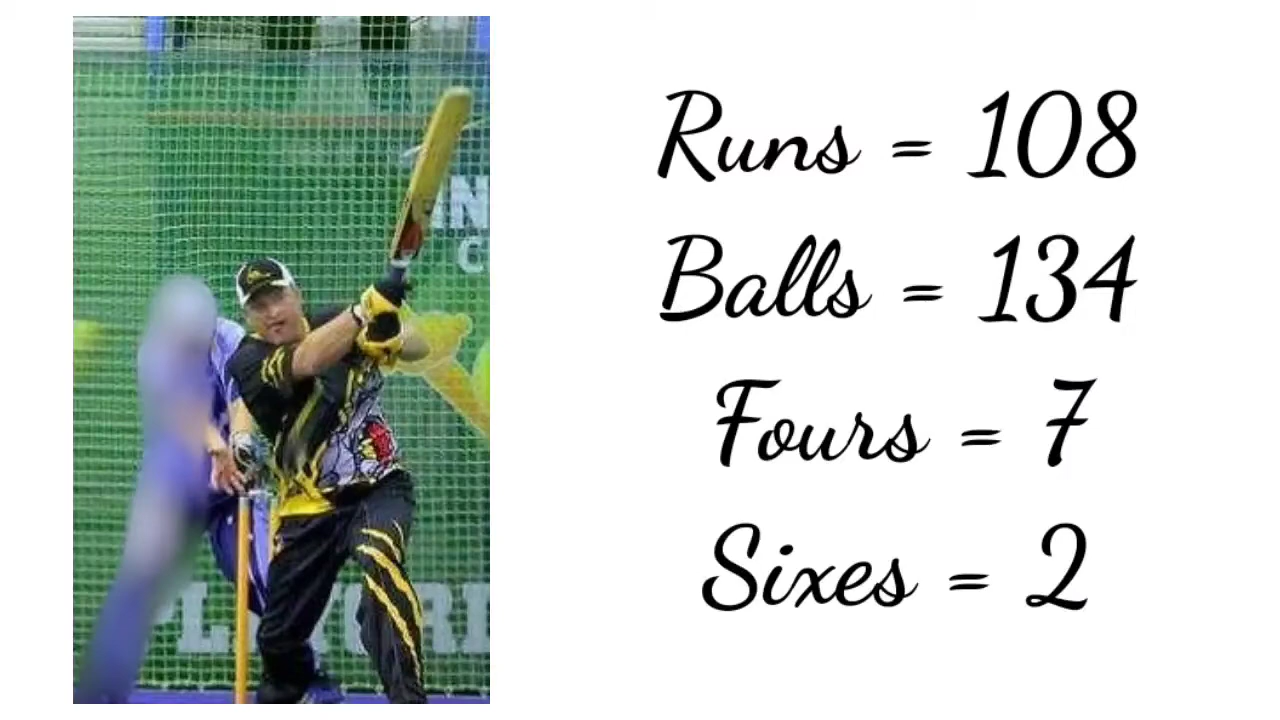 Runs = 108
Balls = 134
Fours = 7
Sixes = 2